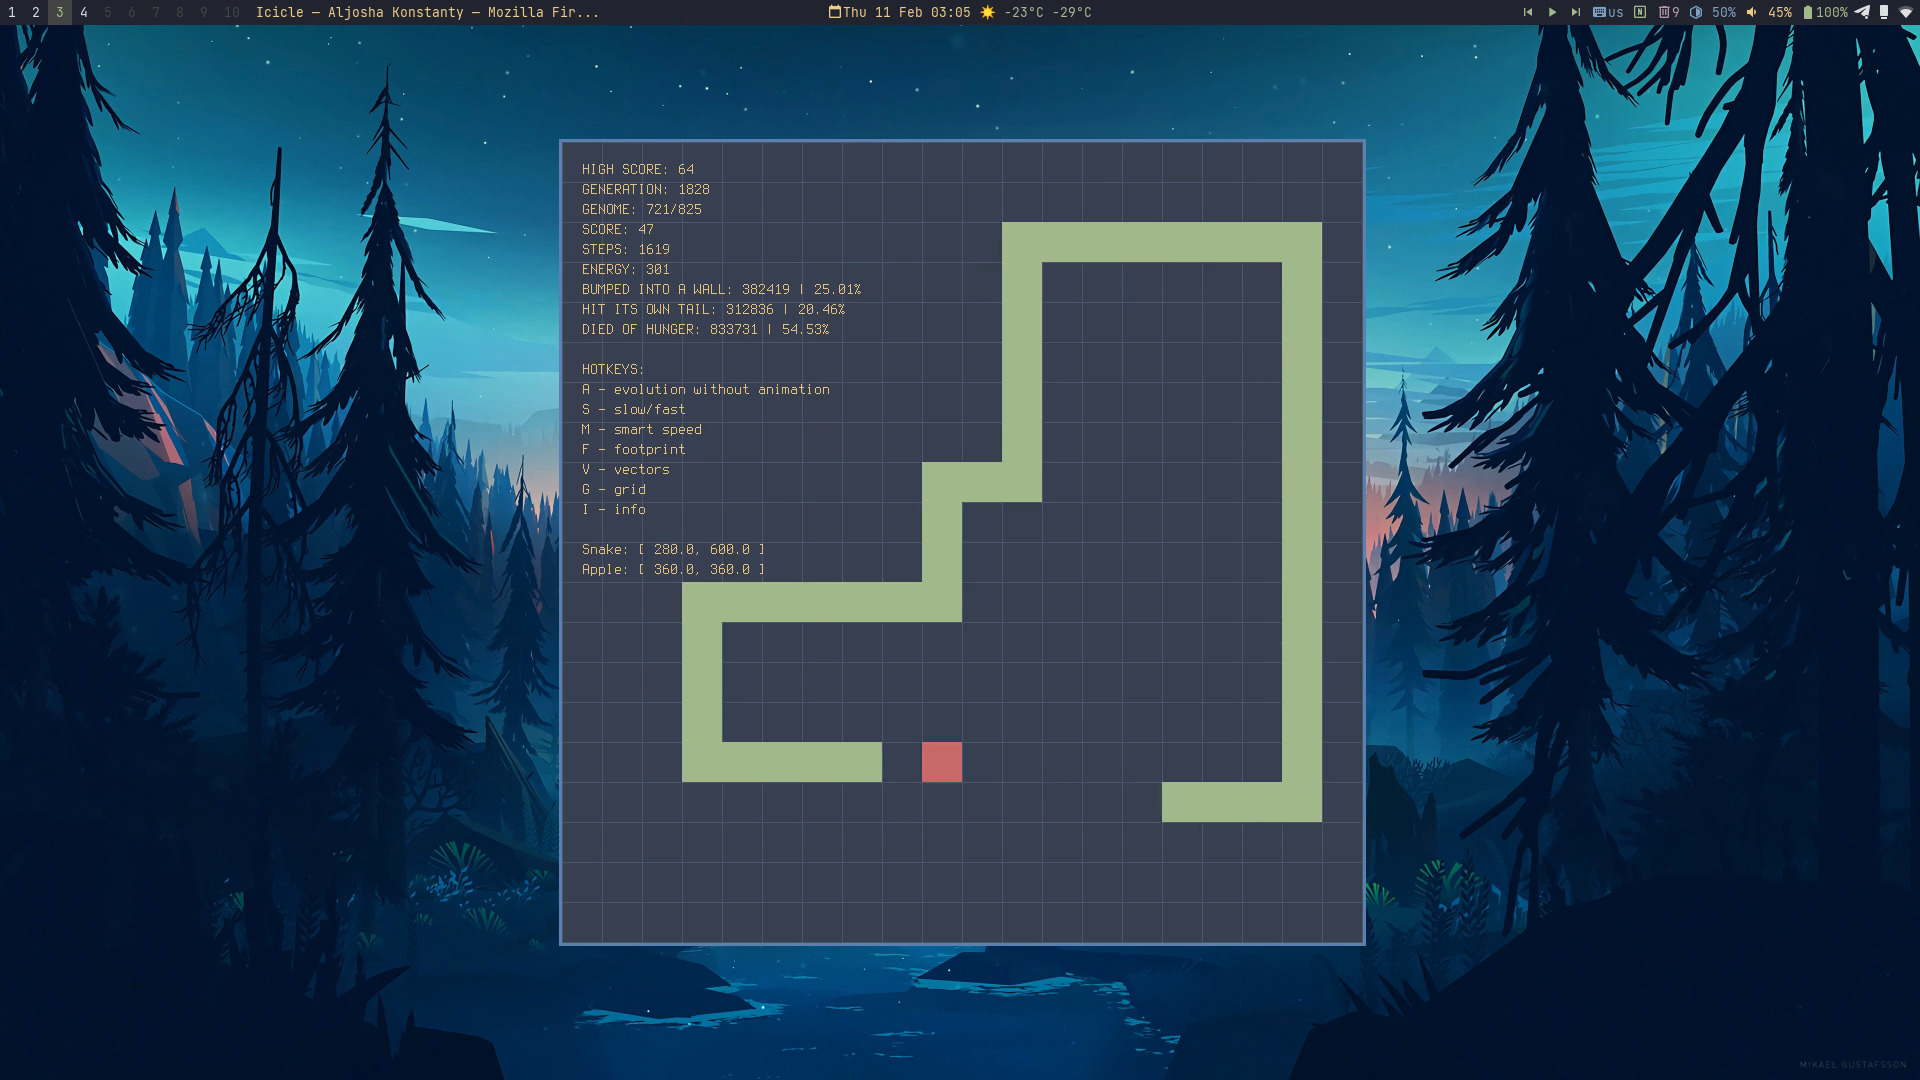 1 2 3 4 5 6 7 8 9 10 Icicle – Aljosha Konstanty — Mozilla Fir... Thu 11 Feb 03:05 -23°C -29°C us N 9 50% 45% 100%
HIGH SCORE: 64
GENERATION: 1828
GENOME: 721/825
SCORE: 47
STEPS: 1619
ENERGY: 301
BUMPED INTO A WALL: 382419 | 25.01%
HIT ITS OWN TAIL: 312836 | 20.46%
DIED OF HUNGER: 833731 | 54.53%
HOTKEYS:
A - evolution without animation
S - slow/fast
M - smart speed
F - footprint
V - vectors
G - grid
I - info
Snake: [ 280.0, 600.0 ]
Apple: [ 360.0, 360.0 ]
MIKAEL GUSTAFSSON